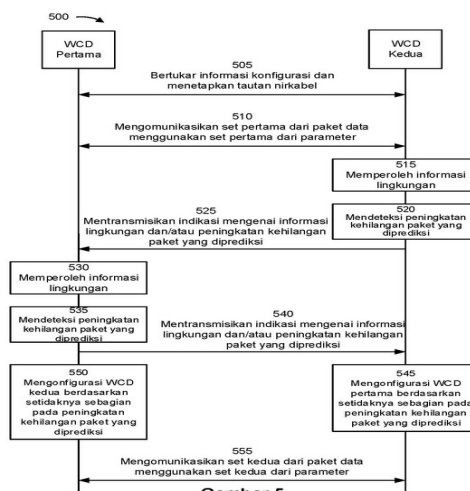 500
WCD
Pertama
WCD
Kedua
505
Bertukar informasi konfigurasi dan
menetapkan tautan nirkabel
510
Mengomunikasikan set pertama dari paket data
menggunakan set pertama dari parameter
515
Memperoleh informasi
lingkungan
520
Mendeteksi peningkatan
kehilangan paket yang
diprediksi
525
Mentransmisikan indikasi mengenai informasi
lingkungan dan/atau peningkatan kehilangan
paket yang diprediksi
530
Memperoleh informasi
lingkungan
535
Mendeteksi peningkatan
kehilangan paket yang
diprediksi
540
Mentransmisikan indikasi mengenai informasi
lingkungan dan/atau peningkatan kehilangan
paket yang diprediksi
550
Mengonfigurasi WCD
kedua berdasarkan
setidaknya sebagian
pada peningkatan
kehilangan paket yang
diprediksi
545
Mengonfigurasi WCD
pertama berdasarkan
setidaknya sebagian pada
peningkatan kehilangan
paket yang diprediksi
555
Mengomunikasikan set kedua dari paket data
menggunakan set kedua dari parameter